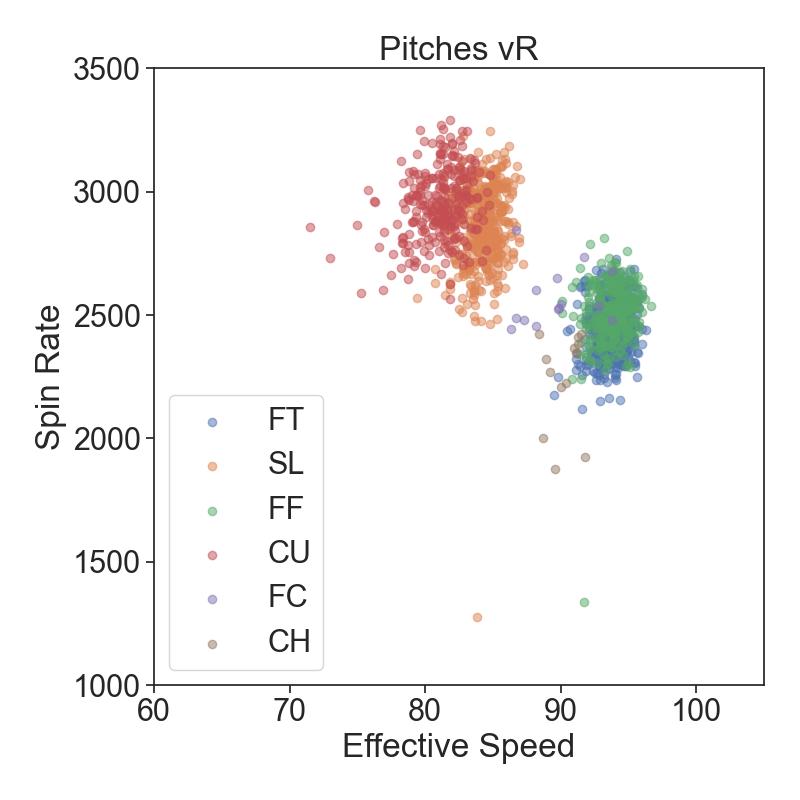 Pitches vR
3500
3000
2500
2000
1500
1000
Spin Rate
FT
SL
FF
CU
FC
CH
60 70 80 90 100
Effective Speed